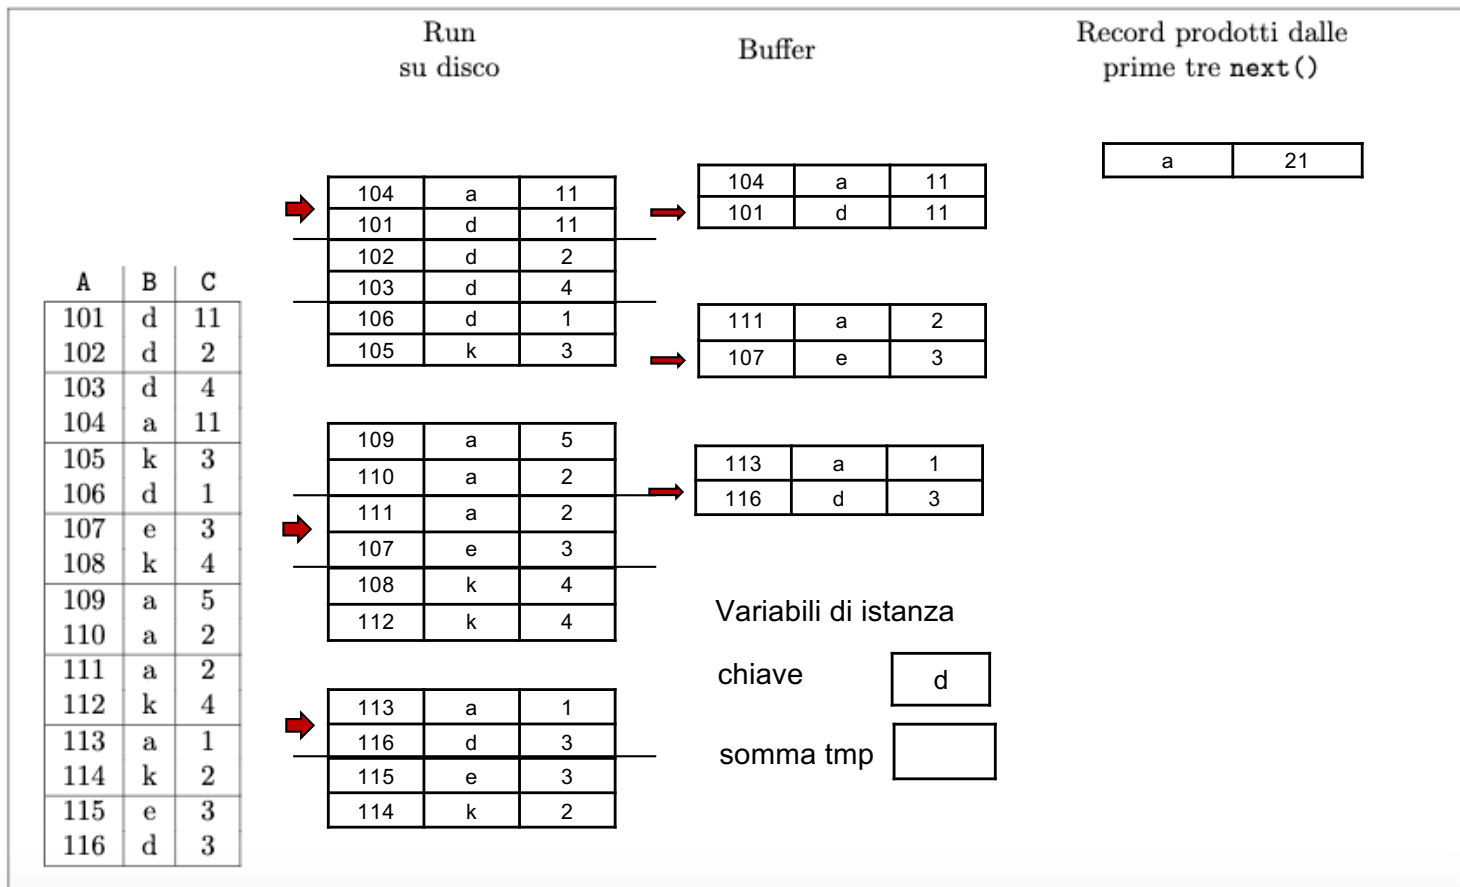 Run
su disco
Buffer
Record prodotti dalle
prime tre next()
A B C
101 d 11
102 d 2
103 d 4
104 a 11
105 k 3
106 d 1
107 e 3
108 k 4
109 a 5
110 a 2
111 a 2
112 k 4
113 a 1
114 k 2
115 e 3
116 d 3
104 a 11
101 d 11
102 d 2
103 d 4
106 d 1
105 k 3
109 a 5
110 a 2
111 a 2
107 e 3
108 k 4
112 k 4
113 a 1
116 d 3
115 e 3
114 k 2
104 a 11
101 d 11
111 a 2
107 e 3
113 a 1
116 d 3
Variabili di istanza
chiave d
somma tmp
a 21